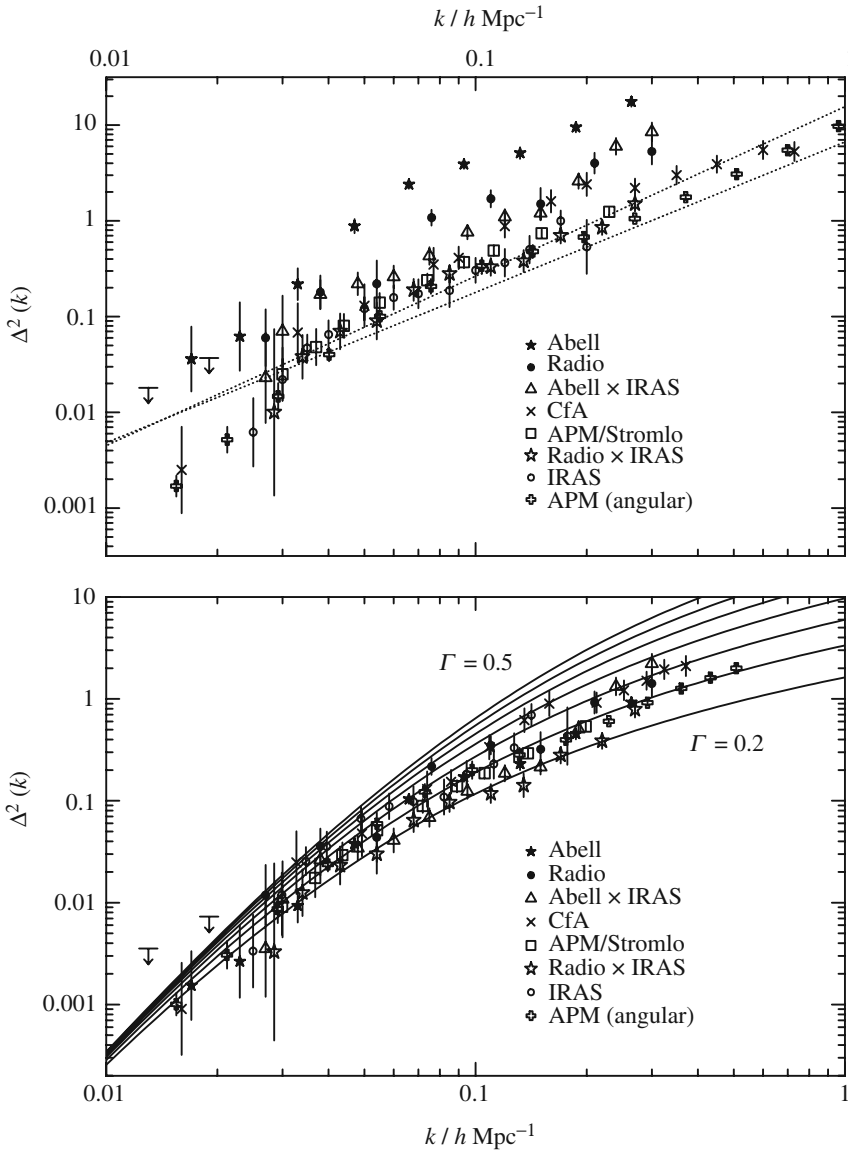 k / h Mpc⁻¹
0.01 0.1
10
1
0.1
0.01
0.001
Δ² (k)
Abell
Radio
Abell × IRAS
CfA
APM/Stromlo
Radio × IRAS
IRAS
APM (angular)
10
1
0.1
0.01
0.001
Δ² (k)
Γ = 0.5
Γ = 0.2
Abell
Radio
Abell × IRAS
CfA
APM/Stromlo
Radio × IRAS
IRAS
APM (angular)
0.01 0.1 1
k / h Mpc⁻¹